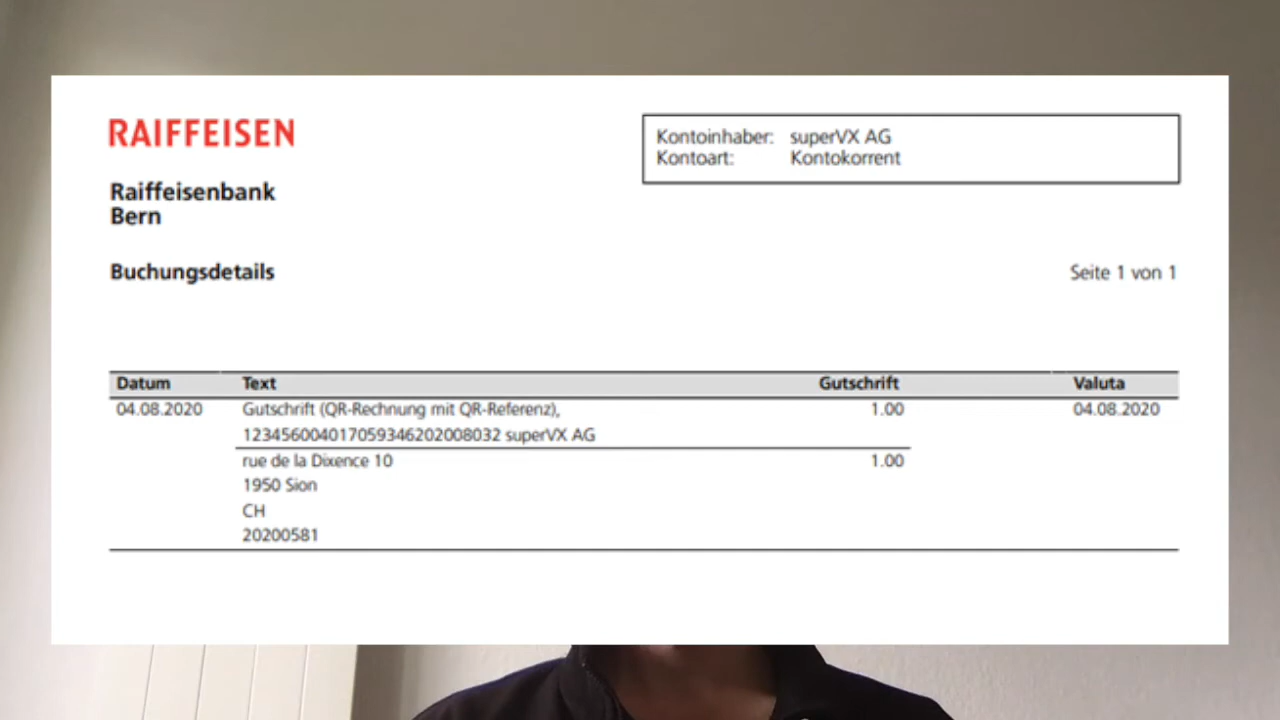 RAIFFEISEN
Kontoinhaber: superVX AG
Kontoart: Kontokorrent
Raiffeisenbank
Bern
Buchungsdetails
Seite 1 von 1
Datum Text Gutschrift Valuta
04.08.2020 Gutschrift (QR-Rechnung mit QR-Referenz), 1.00 04.08.2020
123456004017059346202008032 superVX AG
rue de la Dixence 10 1.00
1950 Sion
CH
20200581